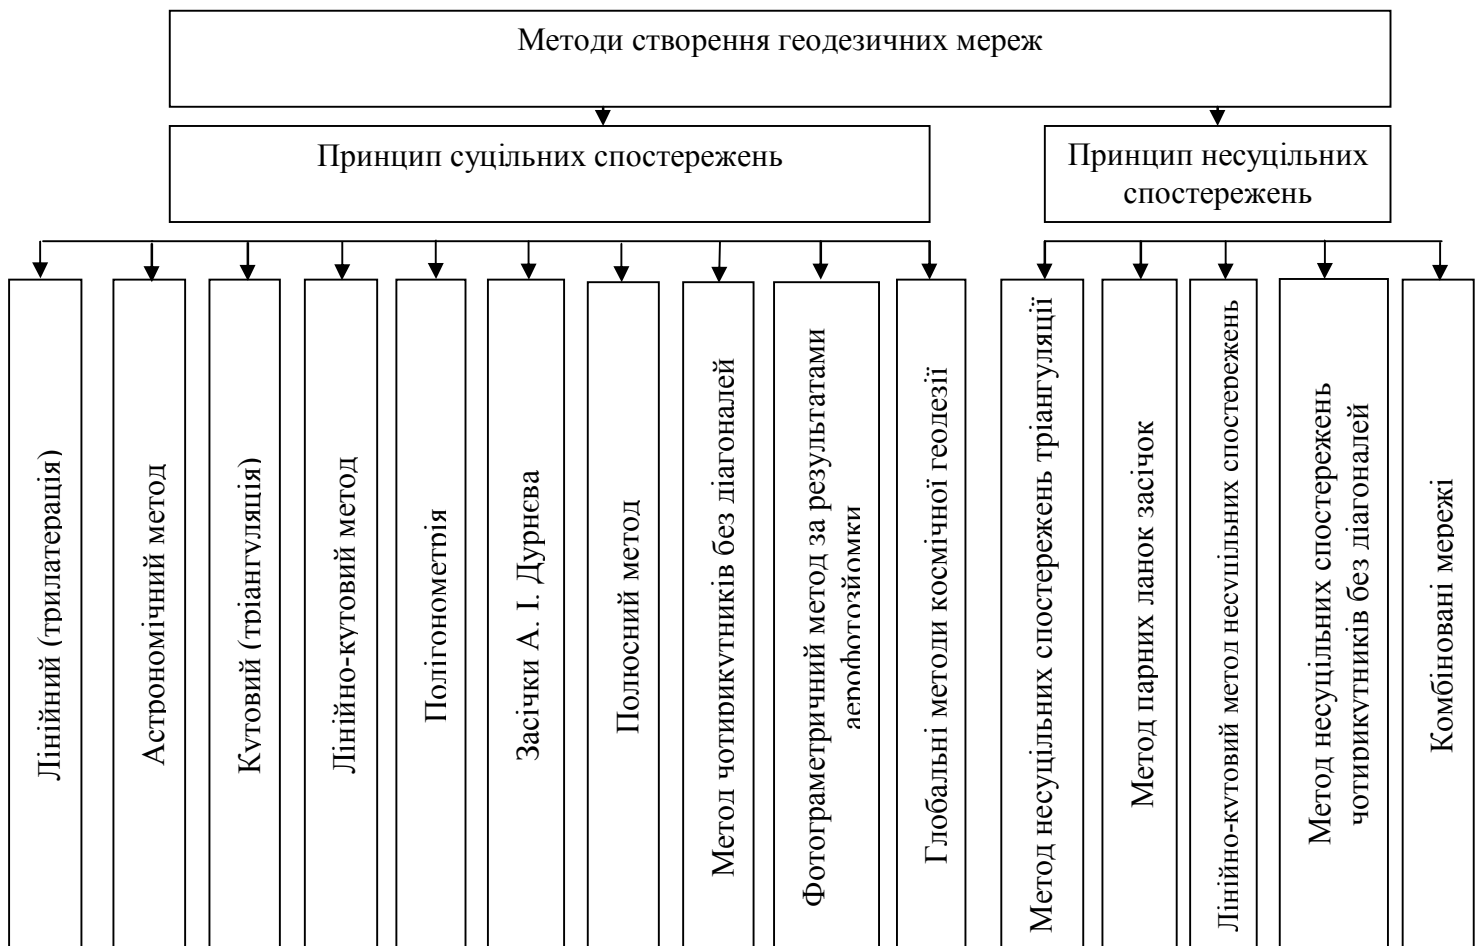 Методи створення геодезичних мереж
Принцип суцільних спостережень
Принцип несуцільних
спостережень
Лінійний (трилатерація)
Астрономічний метод
Кутовий (тріангуляція)
Лінійно-кутовий метод
Полігонометрія
Засічки А. І. Дурнєва
Полюсний метод
Метод чотирикутників без діагоналей
Фотограметричний метод за результатами
аерофотозйомки
Глобальні методи космічної геодезії
Метод несуцільних спостережень тріангуляції
Метод парних ланок засічок
Лінійно-кутовий метод несуцільних спостережень
Метод несуцільних спостережень
чотирикутників без діагоналей
Комбіновані мережі